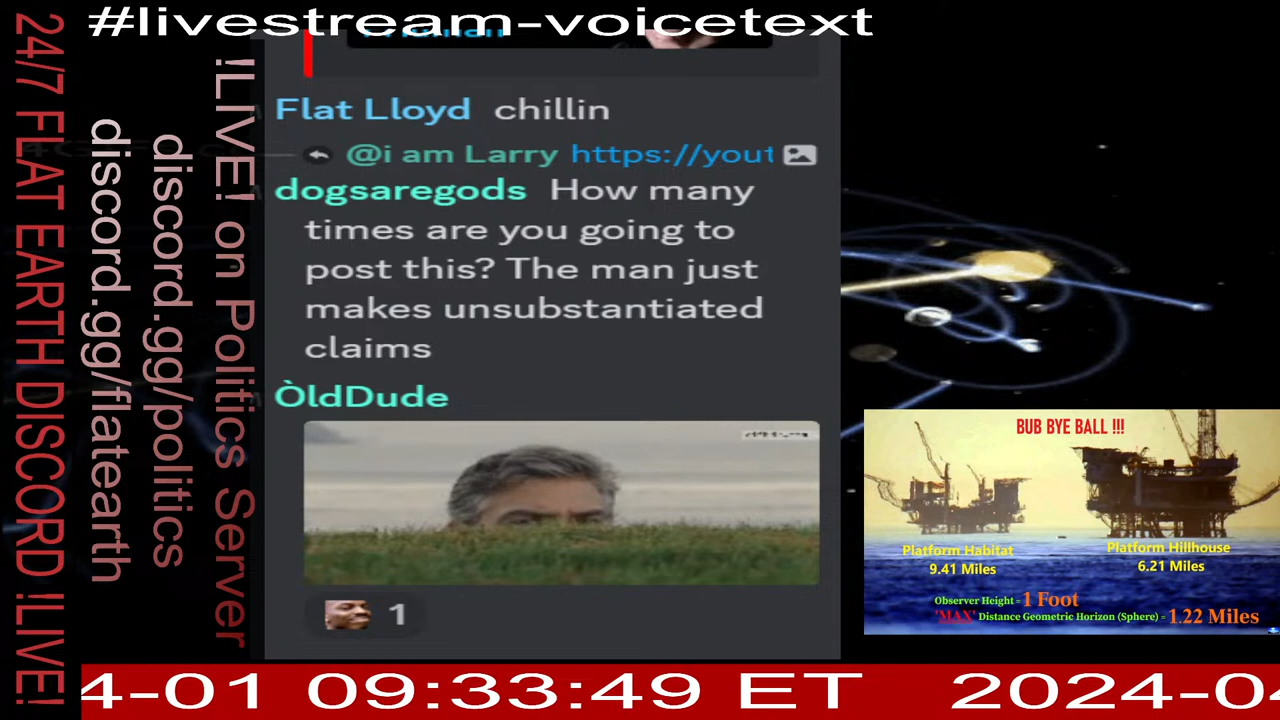 #livestream-voicetext
24/7 FLAT EARTH DISCORD !LIVE!
discord.gg/flatearth
discord.gg/politics
!LIVE! on Politics Server
Flat Lloyd chillin
@i am Larry https://yout
dogsaregods How many
times are you going to
post this? The man just
makes unsubstantiated
claims
ÒldDude
1
BUB BYE BALL !!!
Platform Habitat
9.41 Miles
Platform Hillhouse
6.21 Miles
Observer Height = 1 Foot
'MAX' Distance Geometric Horizon (Sphere) = 1.22 Miles
4-01 09:33:49 ET 2024-04